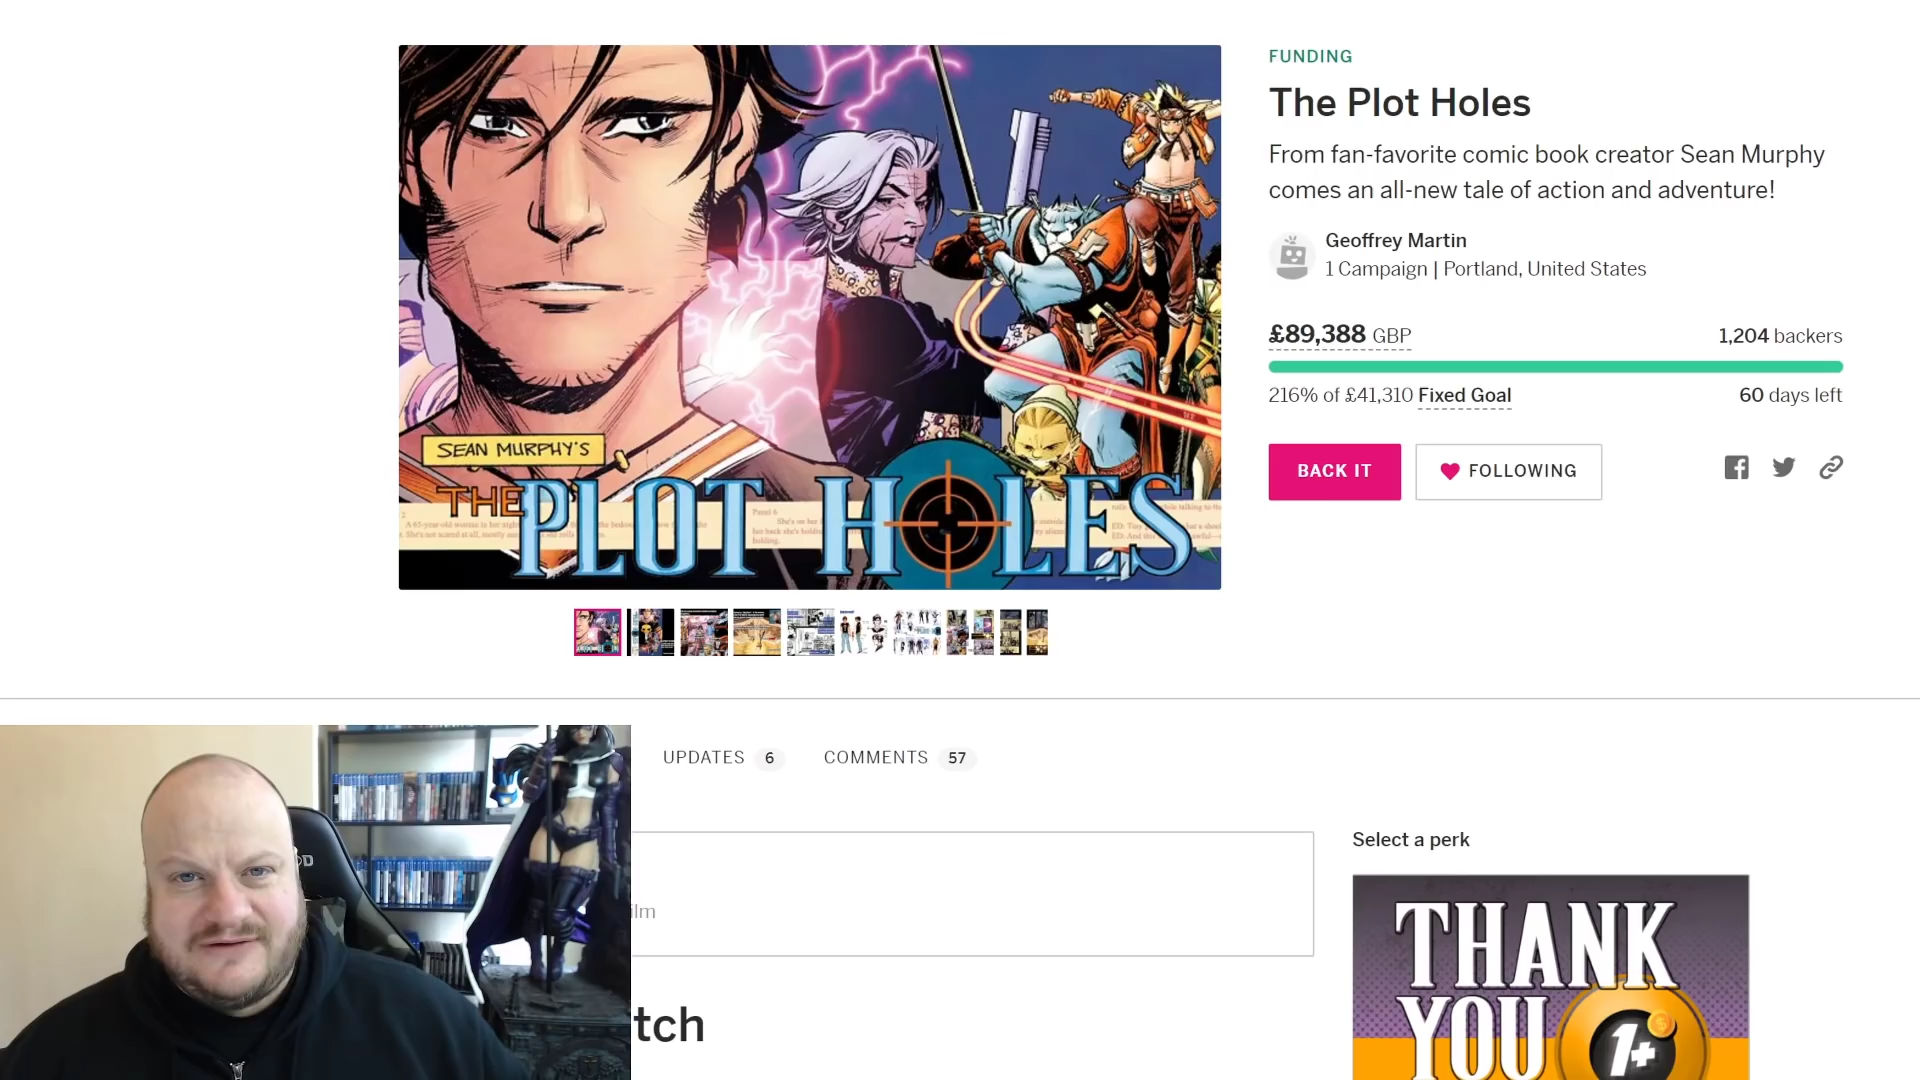 FUNDING
The Plot Holes
From fan-favorite comic book creator Sean Murphy
comes an all-new tale of action and adventure!
Geoffrey Martin
1 Campaign | Portland, United States
£89,388 GBP
1,204 backers
216% of £41,310 Fixed Goal
60 days left
BACK IT
FOLLOWING
SEAN MURPHY'S
THE PLOT HOLES
UPDATES 6
COMMENTS 57
ilm
Select a perk
tch
THANK
YOU
1+